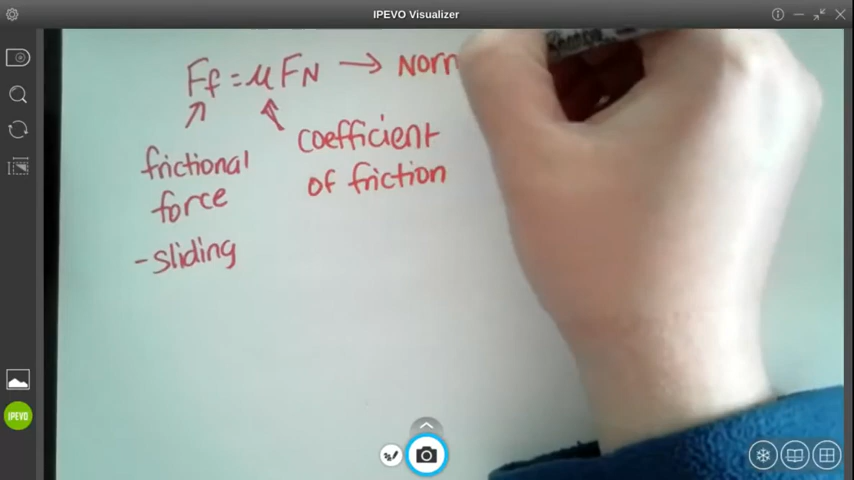 IPEVO Visualizer
Ff = μ FN → Norm
coefficient
of friction
frictional
force
- sliding
IPEVO